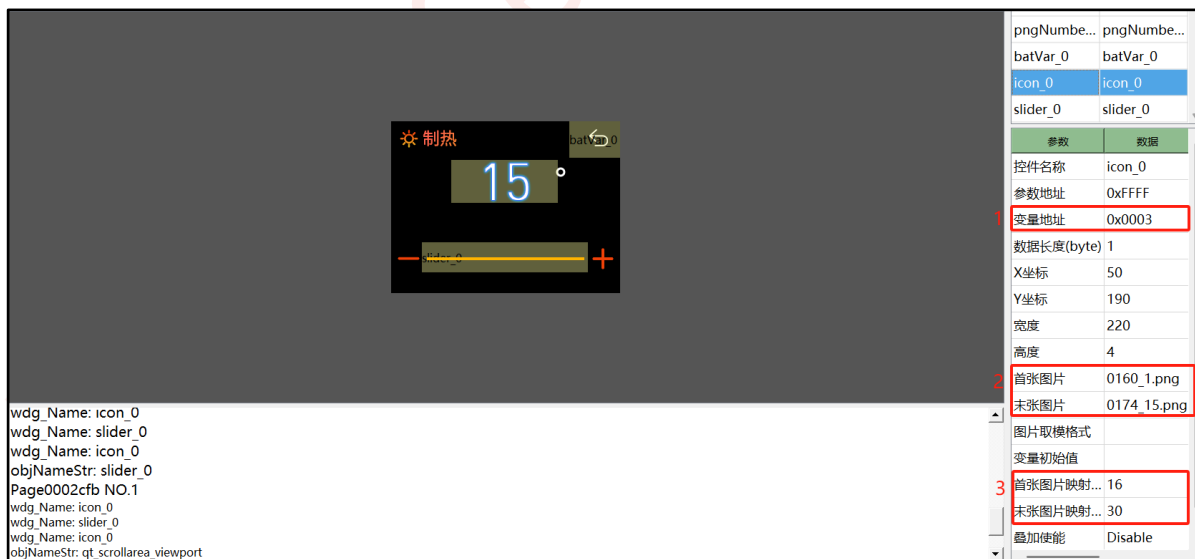 pngNumbe... pngNumbe...
batVar_0 batVar_0
icon_0 icon_0
slider_0 slider_0
制热
batVar_0
15°
slider_0
参数 数据
控件名称 icon_0
参数地址 0xFFFF
1 变量地址 0x0003
数据长度(byte) 1
X坐标 50
Y坐标 190
宽度 220
高度 4
2 首张图片 0160_1.png
末张图片 0174_15.png
图片取模格式
变量初始值
3 首张图片映射... 16
末张图片映射... 30
叠加使能 Disable
wdg_Name: icon_0
wdg_Name: slider_0
wdg_Name: icon_0
objNameStr: slider_0
Page0002cfb NO.1
wdg_Name: icon_0
wdg_Name: slider_0
wdg_Name: icon_0
objNameStr: qt_scrollarea_viewport